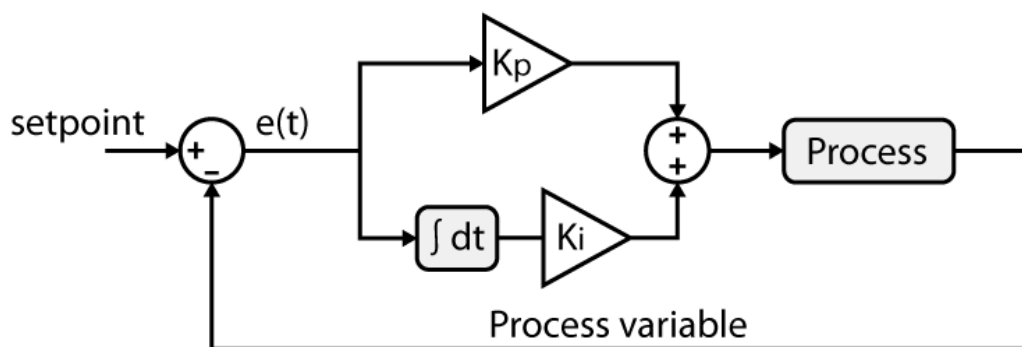 Kp
setpoint
e(t)
+
-
+
+
Process
∫ dt
Ki
Process variable